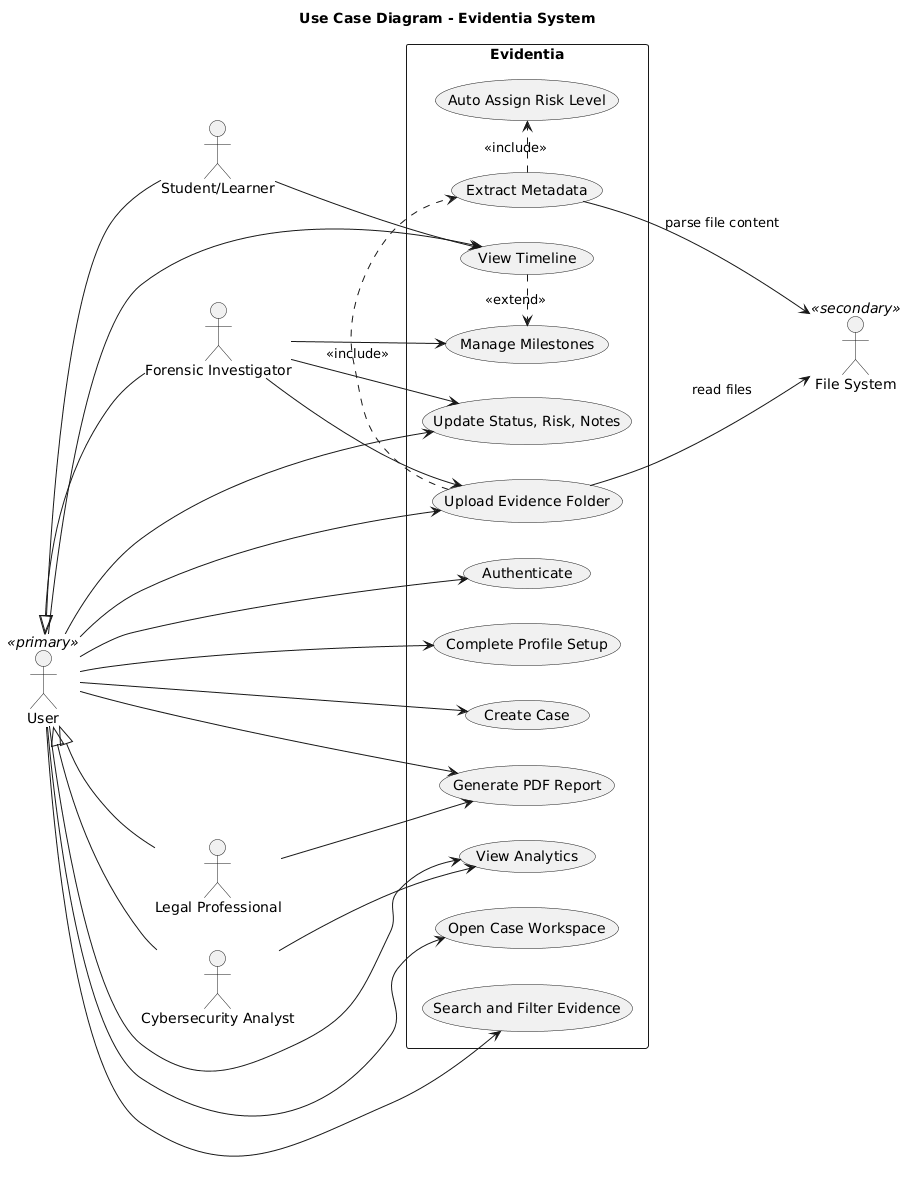 Use Case Diagram - Evidentia System
Evidentia
Auto Assign Risk Level
«include»
Student/Learner
Extract Metadata
parse file content
View Timeline
«extend»
«secondary»
File System
Manage Milestones
Forensic Investigator
«include»
read files
Update Status, Risk, Notes
Upload Evidence Folder
Authenticate
«primary»
User
Complete Profile Setup
Create Case
Generate PDF Report
View Analytics
Legal Professional
Open Case Workspace
Cybersecurity Analyst
Search and Filter Evidence